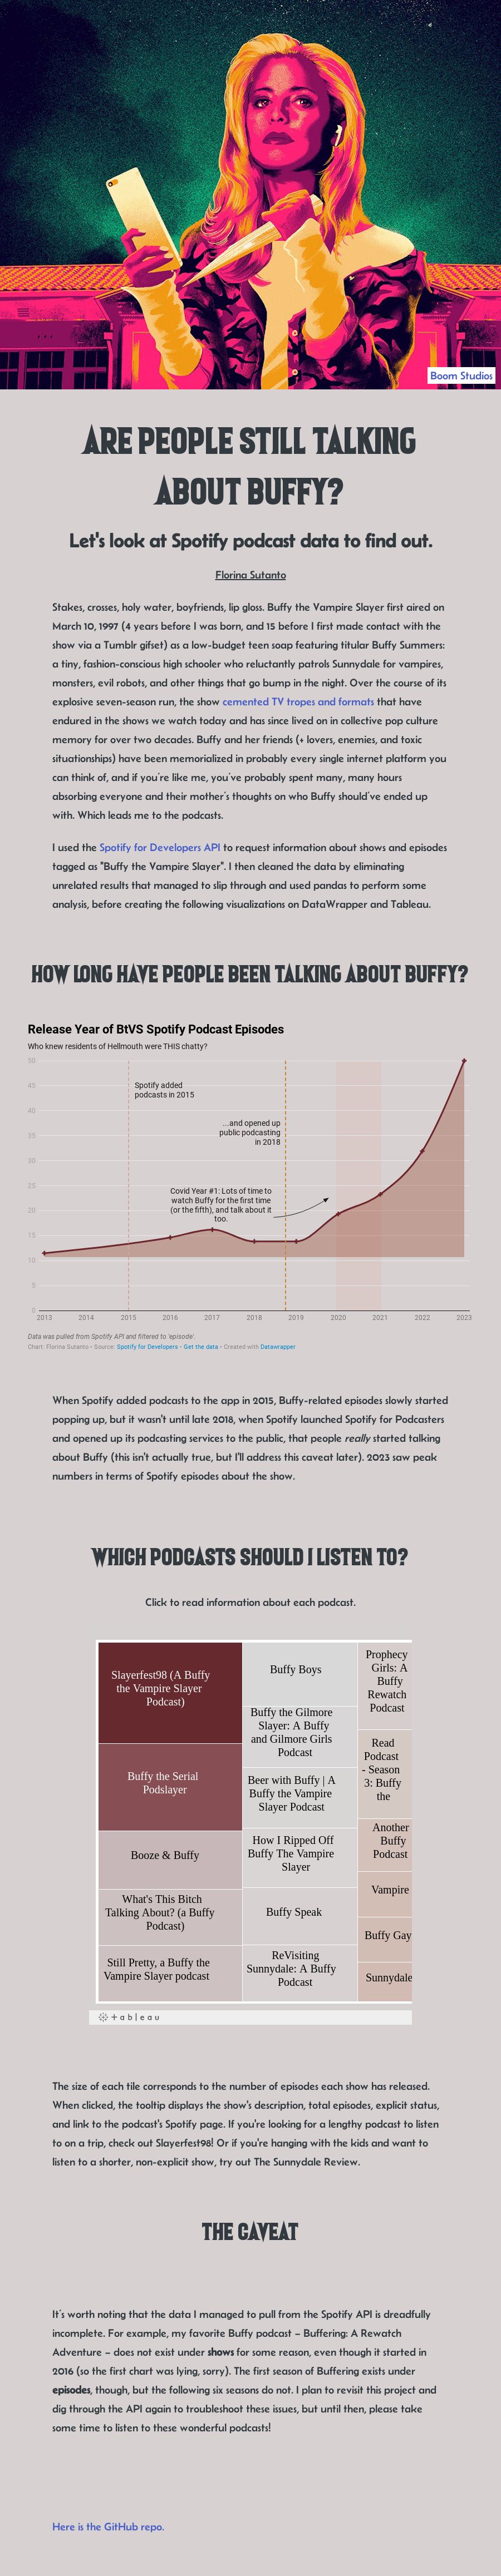 Boom Studios
ARE PEOPLE STILL TALKING
ABOUT BUFFY?
Let's look at Spotify podcast data to find out.
Florina Sutanto
Stakes, crosses, holy water, boyfriends, lip gloss. Buffy the Vampire Slayer first aired on
March 10, 1997 (4 years before I was born, and 15 before I first made contact with the
show via a Tumblr gifset) as a low-budget teen soap featuring titular Buffy Summers:
a tiny, fashion-conscious high schooler who reluctantly patrols Sunnydale for vampires,
monsters, evil robots, and other things that go bump in the night. Over the course of its
explosive seven-season run, the show cemented TV tropes and formats that have
endured in the shows we watch today and has since lived on in collective pop culture
memory for over two decades. Buffy and her friends (+ lovers, enemies, and toxic
situationships) have been memorialized in probably every single internet platform you
can think of, and if you're like me, you've probably spent many, many hours
absorbing everyone and their mother's thoughts on who Buffy should've ended up
with. Which leads me to the podcasts.
I used the Spotify for Developers API to request information about shows and episodes
tagged as "Buffy the Vampire Slayer". I then cleaned the data by eliminating
unrelated results that managed to slip through and used pandas to perform some
analysis, before creating the following visualizations on DataWrapper and Tableau.
HOW LONG HAVE PEOPLE BEEN TALKING ABOUT BUFFY?
Release Year of BtVS Spotify Podcast Episodes
Who knew residents of Hellmouth were THIS chatty?
50
45
40
35
30
25
20
15
10
5
0
Spotify added
podcasts in 2015
...and opened up
public podcasting
in 2018
Covid Year #1: Lots of time to
watch Buffy for the first time
(or the fifth), and talk about it
too.
2013 2014 2015 2016 2017 2018 2019 2020 2021 2022 2023
Data was pulled from Spotify API and filtered to 'episode'.
Chart: Florina Sutanto • Source: Spotify for Developers • Get the data • Created with Datawrapper
When Spotify added podcasts to the app in 2015, Buffy-related episodes slowly started
popping up, but it wasn't until late 2018, when Spotify launched Spotify for Podcasters
and opened up its podcasting services to the public, that people really started talking
about Buffy (this isn't actually true, but I'll address this caveat later). 2023 saw peak
numbers in terms of Spotify episodes about the show.
WHICH PODCASTS SHOULD I LISTEN TO?
Click to read information about each podcast.
Slayerfest98 (A Buffy
the Vampire Slayer
Podcast)
Buffy the Serial
Podslayer
Booze & Buffy
What's This Bitch
Talking About? (a Buffy
Podcast)
Still Pretty, a Buffy the
Vampire Slayer podcast
Buffy Boys
Buffy the Gilmore
Slayer: A Buffy
and Gilmore Girls
Podcast
Beer with Buffy | A
Buffy the Vampire
Slayer Podcast
How I Ripped Off
Buffy The Vampire
Slayer
Buffy Speak
ReVisiting
Sunnydale: A Buffy
Podcast
Prophecy
Girls: A
Buffy
Rewatch
Podcast
Read
Podcast
- Season
3: Buffy
the
Another
Buffy
Podcast
Vampire
Buffy Gay
Sunnydale
+ a b | e a u
The size of each tile corresponds to the number of episodes each show has released.
When clicked, the tooltip displays the show's description, total episodes, explicit status,
and link to the podcast's Spotify page. If you're looking for a lengthy podcast to listen
to on a trip, check out Slayerfest98! Or if you're hanging with the kids and want to
listen to a shorter, non-explicit show, try out The Sunnydale Review.
THE CAVEAT
It's worth noting that the data I managed to pull from the Spotify API is dreadfully
incomplete. For example, my favorite Buffy podcast – Buffering: A Rewatch
Adventure – does not exist under shows for some reason, even though it started in
2016 (so the first chart was lying, sorry). The first season of Buffering exists under
episodes, though, but the following six seasons do not. I plan to revisit this project and
dig through the API again to troubleshoot these issues, but until then, please take
some time to listen to these wonderful podcasts!
Here is the GitHub repo.